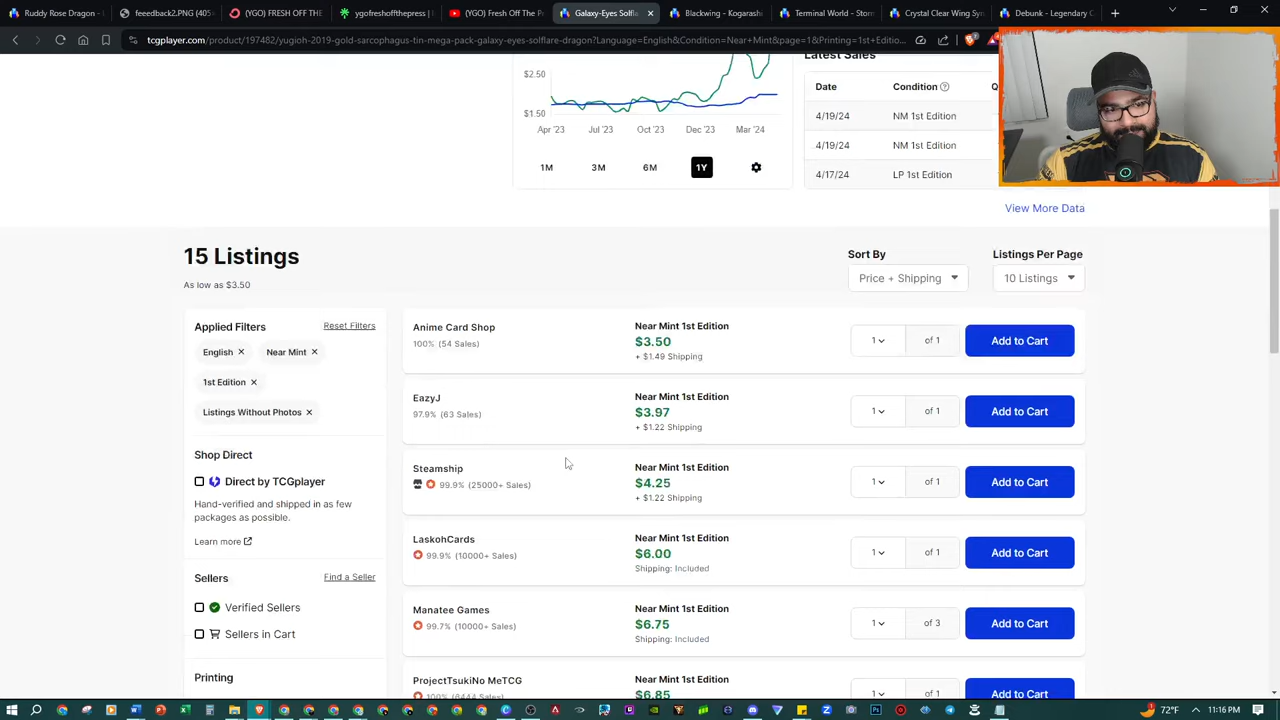 Ruddy Rose Dragon - L
feeedback2.PNG (405×
(YGO) FRESH OFF THE
ygofreshoffthepress |
(YGO) Fresh Off The Pr
Galaxy-Eyes Solfla
Blackwing - Kogarashi
Terminal World - Storm
Crystal Clear Wing Syn
Debunk - Legendary C
tcgplayer.com/product/197482/yugioh-2019-gold-sarcophagus-tin-mega-pack-galaxy-eyes-solflare-dragon?Language=English&Condition=Near+Mint&page=1&Printing=1st+Editio...
$2.50
$1.50
Apr '23 Jul '23 Oct '23 Dec '23 Mar '24
1M 3M 6M 1Y
Latest Sales
Date Condition
4/19/24 NM 1st Edition
4/19/24 NM 1st Edition
4/17/24 LP 1st Edition
View More Data
15 Listings
As low as $3.50
Sort By
Price + Shipping
Listings Per Page
10 Listings
Applied Filters Reset Filters
English Near Mint
1st Edition
Listings Without Photos
Shop Direct
Direct by TCGplayer
Hand-verified and shipped in as few
packages as possible.
Learn more
Sellers Find a Seller
Verified Sellers
Sellers in Cart
Printing
Anime Card Shop
100% (54 Sales)
Near Mint 1st Edition
$3.50
+ $1.49 Shipping
1 of 1 Add to Cart
EazyJ
97.9% (63 Sales)
Near Mint 1st Edition
$3.97
+ $1.22 Shipping
1 of 1 Add to Cart
Steamship
99.9% (25000+ Sales)
Near Mint 1st Edition
$4.25
+ $1.22 Shipping
1 of 1 Add to Cart
LaskohCards
99.9% (10000+ Sales)
Near Mint 1st Edition
$6.00
Shipping: Included
1 of 1 Add to Cart
Manatee Games
99.7% (10000+ Sales)
Near Mint 1st Edition
$6.75
Shipping: Included
1 of 3 Add to Cart
ProjectTsukiNo MeTCG
100% (6444 Sales)
Near Mint 1st Edition
$6.85
1 of 1 Add to Cart
72°F
11:16 PM